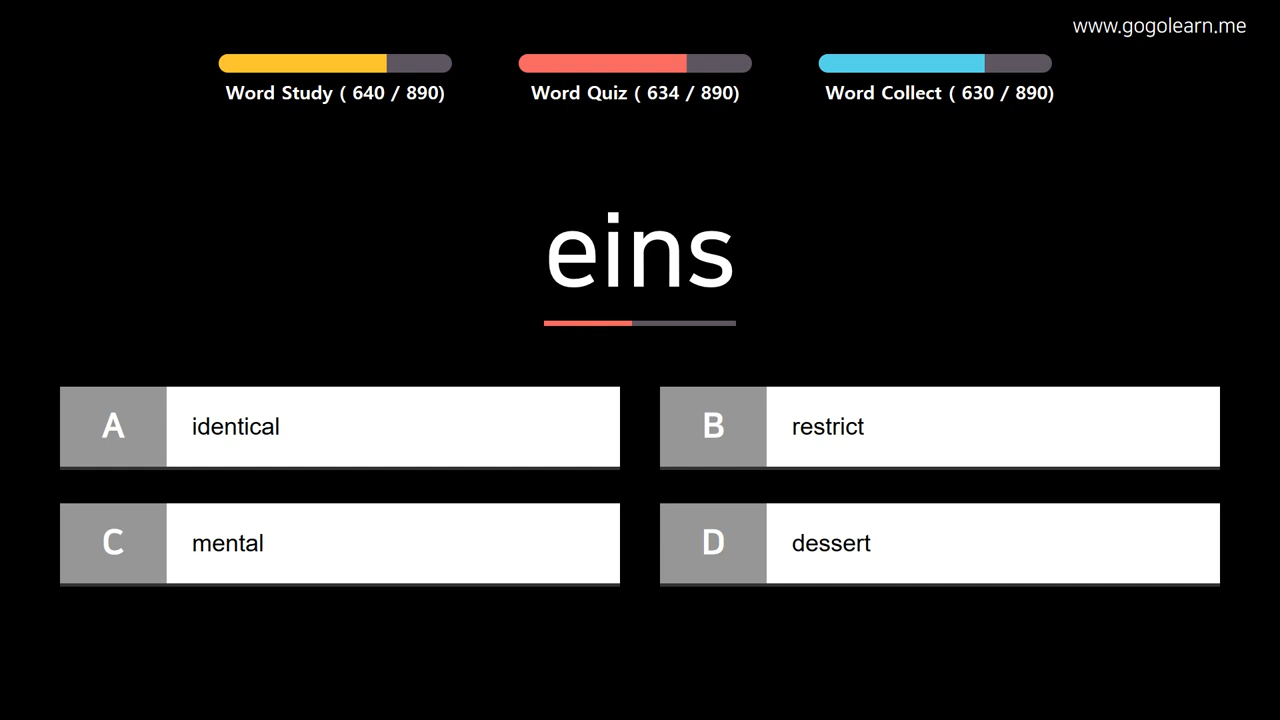 www.gogolearn.me
Word Study ( 640 / 890)
Word Quiz ( 634 / 890)
Word Collect ( 630 / 890)
eins
A identical
B restrict
C mental
D dessert